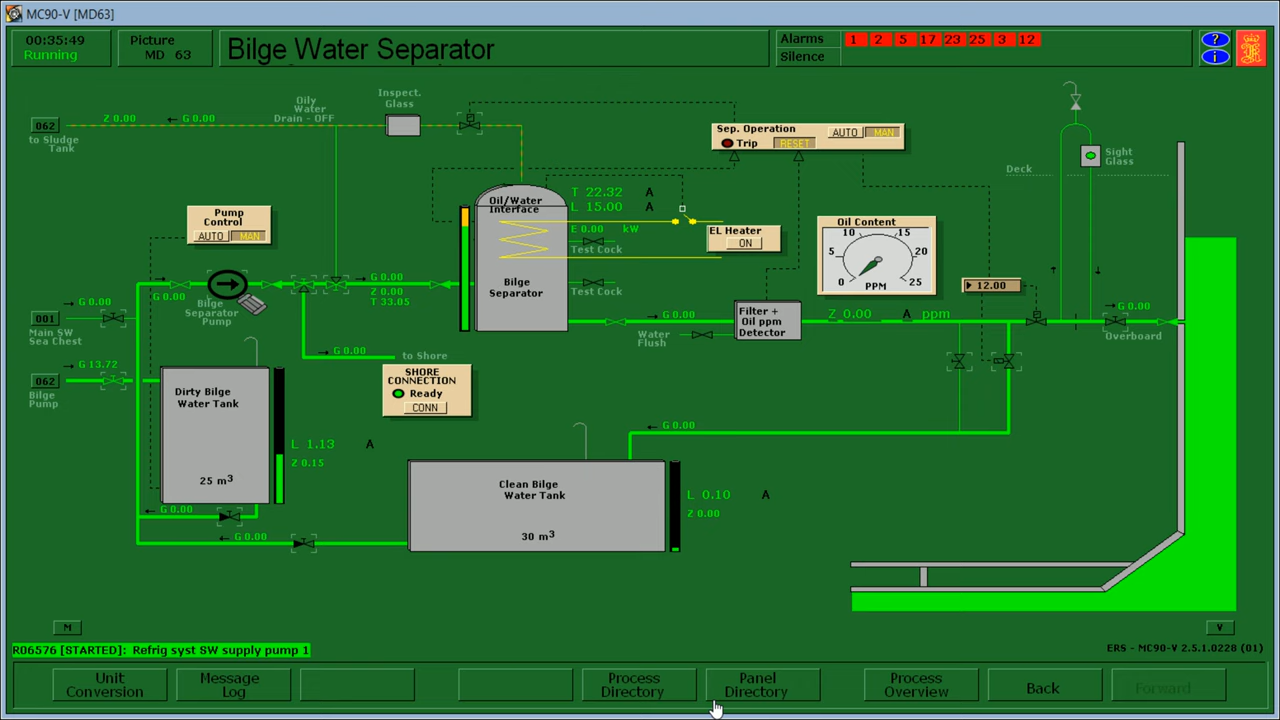 MC90-V [MD63]
00:35:49
Running
Picture
MD 63
Bilge Water Separator
Alarms
1 2 5 17 23 25 3 12
Silence
?
i
Oily
Water
Drain - OFF
Inspect.
Glass
062
to Sludge
Tank
Z 0.00
← G 0.00
Sep. Operation
AUTO MAN
Trip RESET
Deck
Sight
Glass
Pump
Control
AUTO MAN
Oil/Water
Interface
T 22.32 A
L 15.00 A
E 0.00 kW
Test Cock
EL Heater
ON
Oil Content
0 5 10 15 20 25
PPM
Bilge
Separator
Test Cock
→ G 0.00
Z 0.00
T 33.05
→
G 0.00
Bilge
Separator
Pump
→ G 0.00
001
Main SW
Sea Chest
12.00
→ G 0.00
Filter +
Oil ppm
Detector
Z 0.00 A ppm
→ G 0.00
Overboard
Water
Flush
→ G 0.00
to Shore
→ G 13.72
062
Bilge
Pump
SHORE
CONNECTION
Ready
CONN
Dirty Bilge
Water Tank
25 m³
L 1.13 A
Z 0.15
← G 0.00
← G 0.00
← G 0.00
Clean Bilge
Water Tank
30 m³
L 0.10 A
Z 0.00
M
V
R06576 [STARTED]: Refrig syst SW supply pump 1
ERS - MC90-V 2.5.1.0228 (01)
Unit
Conversion
Message
Log
Process
Directory
Panel
Directory
Process
Overview
Back
Forward